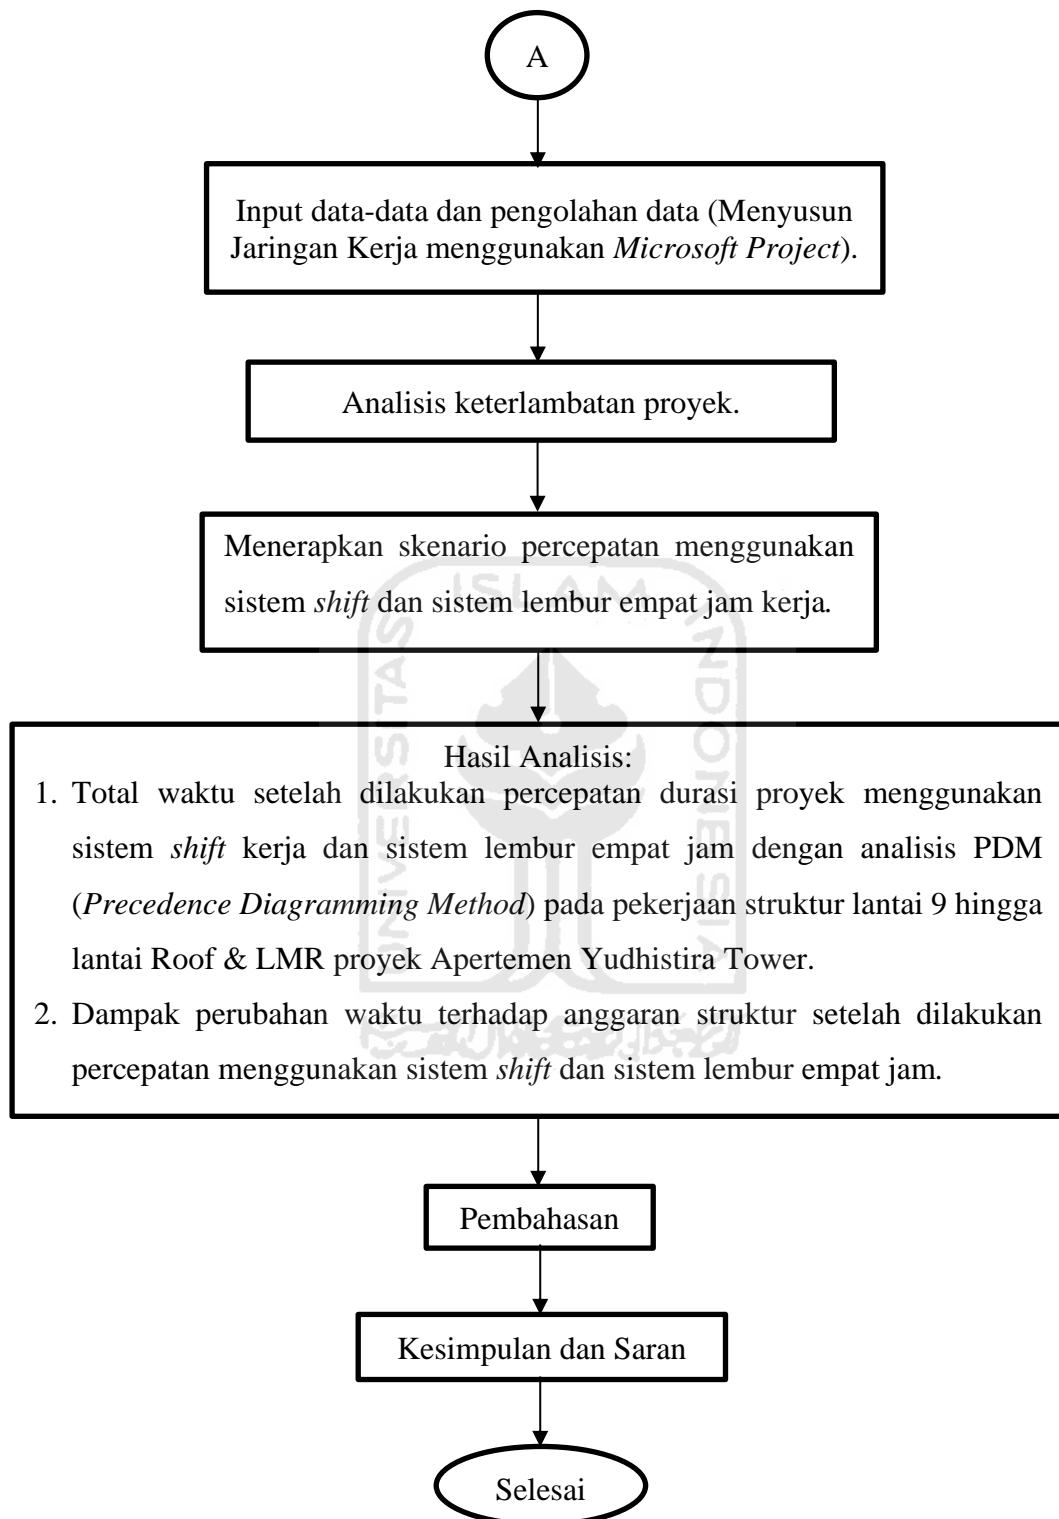 A
Input data-data dan pengolahan data (Menyusun
Jaringan Kerja menggunakan Microsoft Project).
Analisis keterlambatan proyek.
Menerapkan skenario percepatan menggunakan
sistem shift dan sistem lembur empat jam kerja.
Hasil Analisis:
1. Total waktu setelah dilakukan percepatan durasi proyek menggunakan
sistem shift kerja dan sistem lembur empat jam dengan analisis PDM
(Precedence Diagramming Method) pada pekerjaan struktur lantai 9 hingga
lantai Roof & LMR proyek Apertemen Yudhistira Tower.
2. Dampak perubahan waktu terhadap anggaran struktur setelah dilakukan
percepatan menggunakan sistem shift dan sistem lembur empat jam.
Pembahasan
Kesimpulan dan Saran
Selesai
UNIVERSITAS
ISLAM
INDONESIA